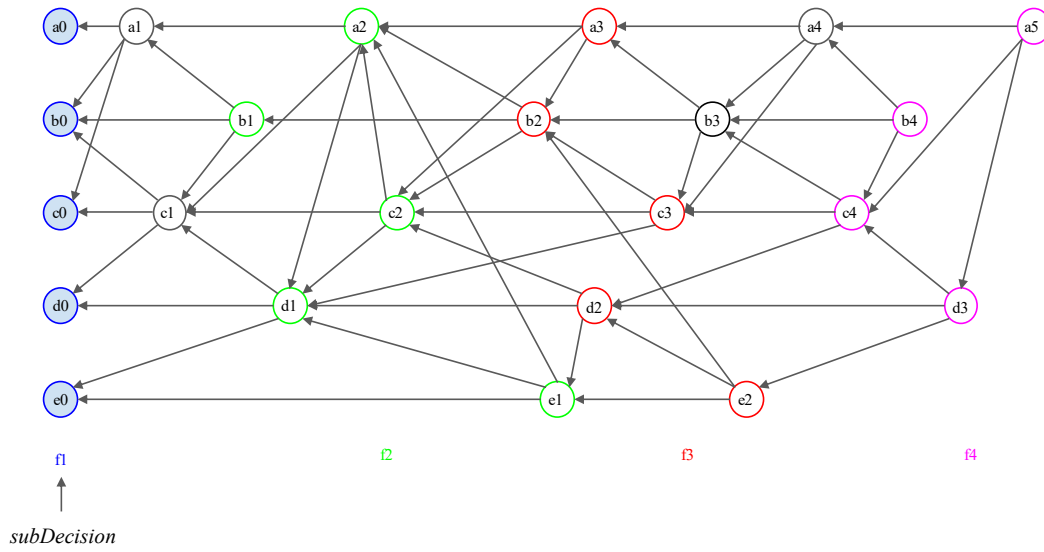 a0 a1 a2 a3 a4 a5
b0 b1 b2 b3 b4
c0 c1 c2 c3 c4
d0 d1 d2 d3
e0 e1 e2
f1 f2 f3 f4
subDecision